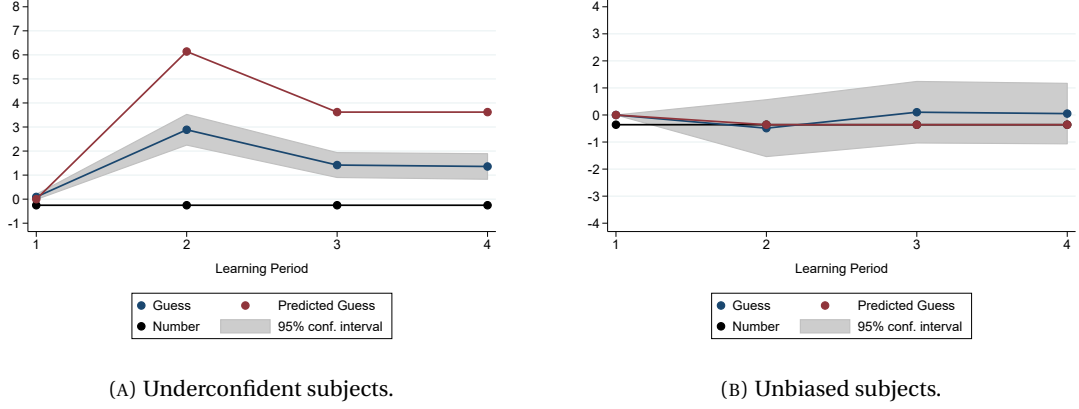 8
7
6
5
4
3
2
1
0
-1
1 2 3 4
Learning Period
Guess Predicted Guess
Number 95% conf. interval
(A) Underconfident subjects.
4
3
2
1
0
-1
-2
-3
-4
1 2 3 4
Learning Period
Guess Predicted Guess
Number 95% conf. interval
(B) Unbiased subjects.